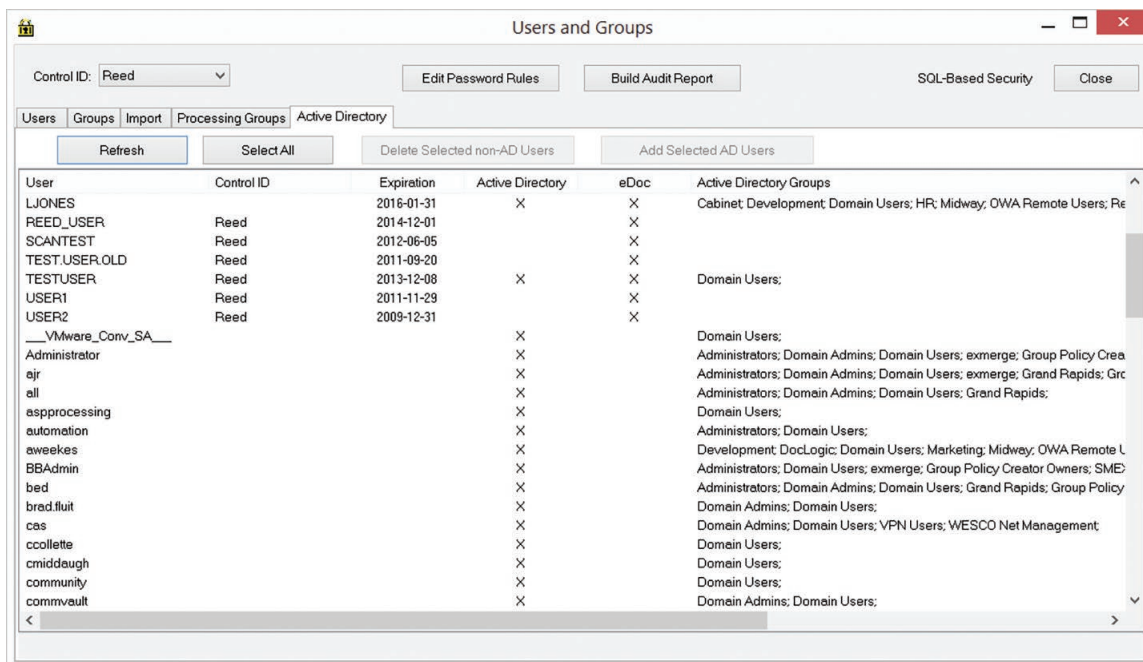 Users and Groups
Control ID: Reed Edit Password Rules Build Audit Report SQL-Based Security Close
Users Groups Import Processing Groups Active Directory
Refresh Select All Delete Selected non-AD Users Add Selected AD Users
User Control ID Expiration Active Directory eDoc Active Directory Groups
LJONES 2016-01-31 X X Cabinet; Development; Domain Users; HR; Midway; OWA Remote Users; Re
REED_USER Reed 2014-12-01 X
SCANTEST Reed 2012-06-05 X
TEST.USER.OLD Reed 2011-09-20 X
TESTUSER Reed 2013-12-08 X X Domain Users;
USER1 Reed 2011-11-29 X
USER2 Reed 2009-12-31 X
___VMware_Conv_SA___ X Domain Users;
Administrator X Administrators; Domain Admins; Domain Users; exmerge; Group Policy Crea
ajr X Administrators; Domain Admins; Domain Users; exmerge; Grand Rapids; Gro
all X Administrators; Domain Admins; Domain Users; Grand Rapids;
aspprocessing X Domain Users;
automation X Administrators; Domain Users;
aweekes X Development; DocLogic; Domain Users; Marketing; Midway; OWA Remote U
BBAdmin X Administrators; Domain Users; exmerge; Group Policy Creator Owners; SMEX
bed X Administrators; Domain Admins; Domain Users; Grand Rapids; Group Policy
brad.fluit X Domain Admins; Domain Users;
cas X Domain Admins; Domain Users; VPN Users; WESCO Net Management;
ccollette X Domain Users;
cmiddaugh X Domain Users;
community X Domain Users;
commvault X Domain Admins; Domain Users;